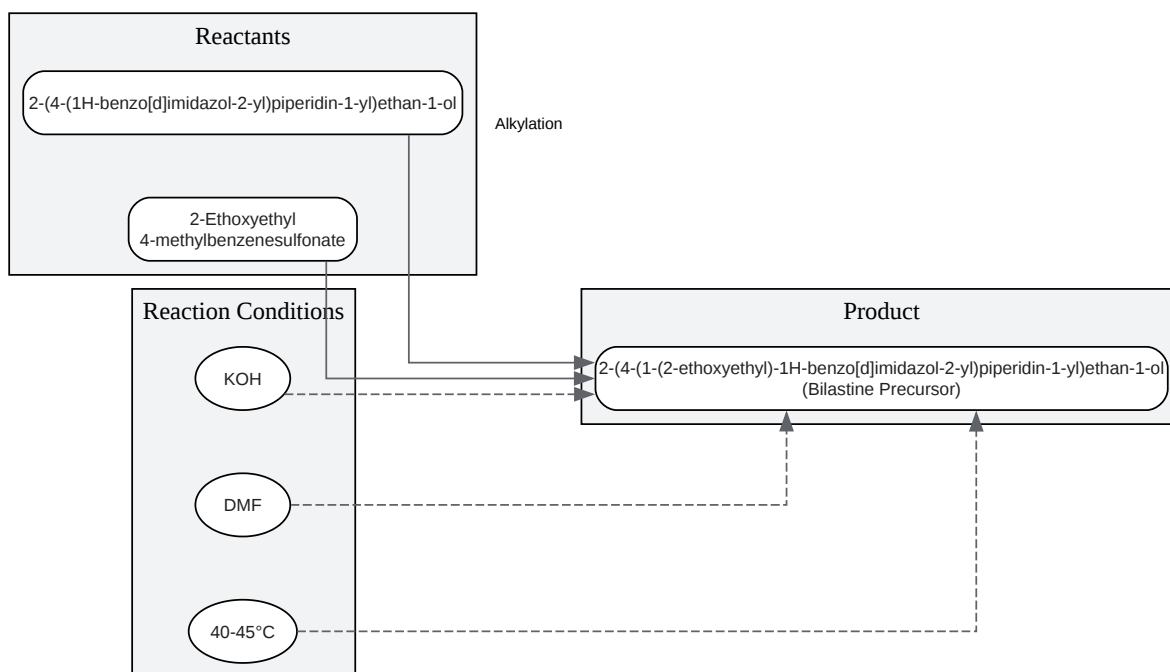 Reactants
2-(4-(1H-benzo[d]imidazol-2-yl)piperidin-1-yl)ethan-1-ol
Alkylation
2-Ethoxyethyl
4-methylbenzenesulfonate
Reaction Conditions
Product
KOH
2-(4-(1-(2-ethoxyethyl)-1H-benzo[d]imidazol-2-yl)piperidin-1-yl)ethan-1-ol
(Bilastine Precursor)
DMF
40-45°C